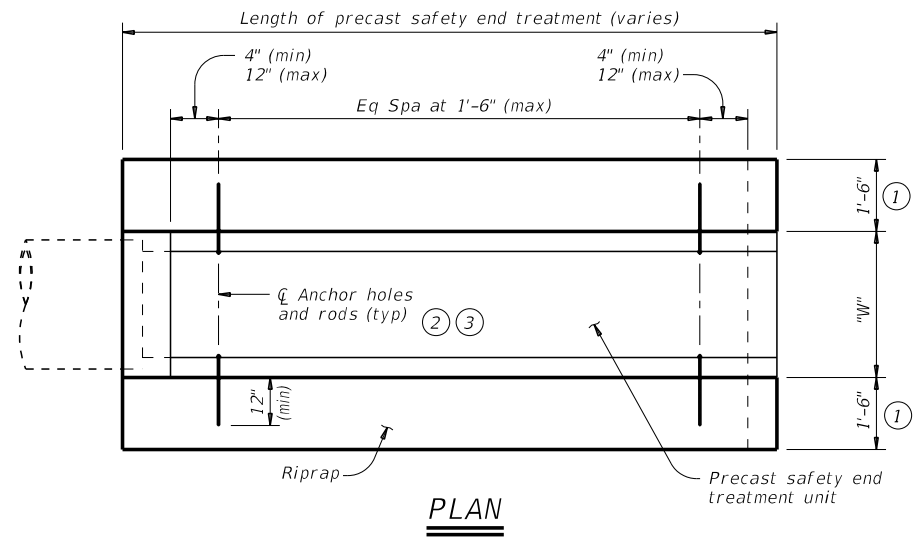 Length of precast safety end treatment (varies)
4" (min)
12" (max)
4" (min)
12" (max)
Eq Spa at 1'-6" (max)
1'-6"
1
℄ Anchor holes
and rods (typ)
2 3
"W"
12"
(min)
1'-6"
1
Riprap
Precast safety end
treatment unit
PLAN